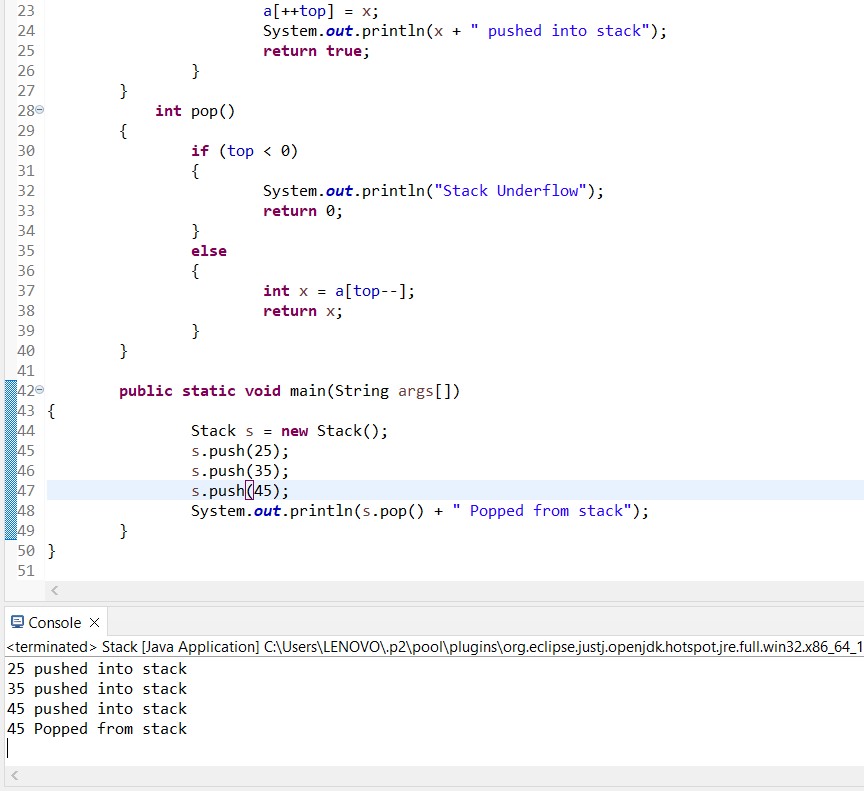 23 a[++top] = x;
24 System.out.println(x + " pushed into stack");
25 return true;
26 }
27 }
28 int pop()
29 {
30 if (top < 0)
31 {
32 System.out.println("Stack Underflow");
33 return 0;
34 }
35 else
36 {
37 int x = a[top--];
38 return x;
39 }
40 }
41
42 public static void main(String args[])
43 {
44 Stack s = new Stack();
45 s.push(25);
46 s.push(35);
47 s.push(45);
48 System.out.println(s.pop() + " Popped from stack");
49 }
50 }
51
Console
<terminated> Stack [Java Application] C:\Users\LENOVO\.p2\pool\plugins\org.eclipse.justj.openjdk.hotspot.jre.full.win32.x86_64_1
25 pushed into stack
35 pushed into stack
45 pushed into stack
45 Popped from stack